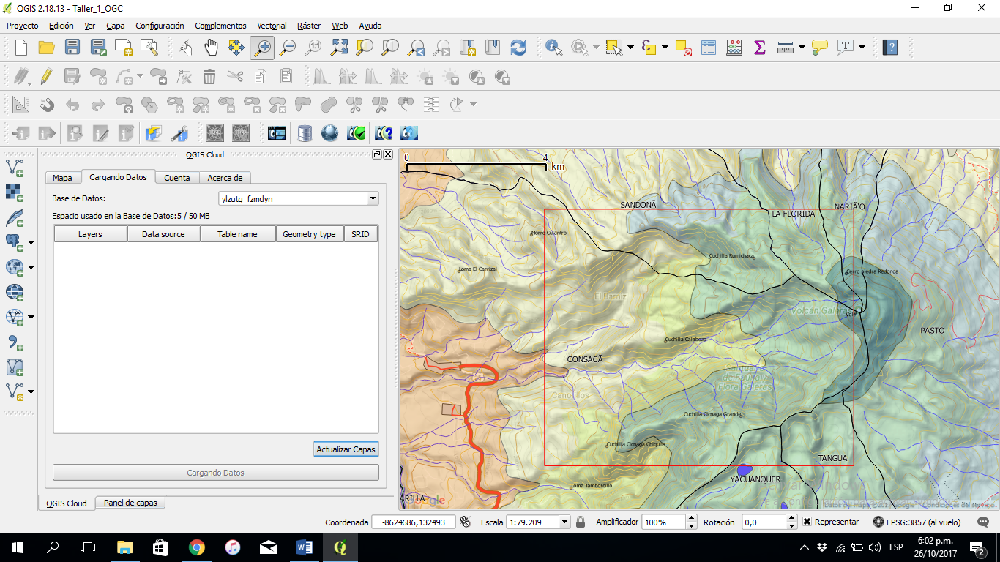 QGIS 2.18.13 - Taller_1_OGC
Proyecto Edición Ver Capa Configuración Complementos Vectorial Ráster Web Ayuda
QGIS Cloud
Mapa Cargando Datos Cuenta Acerca de
Base de Datos: ylzutg_fzmdyn
Espacio usado en la Base de Datos:5 / 50 MB
Layers Data source Table name Geometry type SRID
Actualizar Capas
Cargando Datos
QGIS Cloud Panel de capas
0 4
km
SANDONÃ
NARIÃ'O
LA FLORIDA
Morro Culantro
Cuchilla Rumichaca
Loma El Carrizal
Cerro piedra Redonda
Volcán Galeras
PASTO
Cuchilla Calabozo
CONSACÃ
Santuario
de Fauna y
Flora Galeras
Canotillos
Cuchilla Cicnaga Grande
Cuchilla Cicnaga Chiquita
TANGUA
YACUANQUER
Loma Tamborcillo
ARILLA
Google
Datos del mapa ©2017 Google Condiciones del servicio
Coordenada -8624686,132493 Escala 1:79.209 Amplificador 100% Rotación 0,0 Representar EPSG:3857 (al vuelo)
ESP
6:02 p.m.
26/10/2017
2